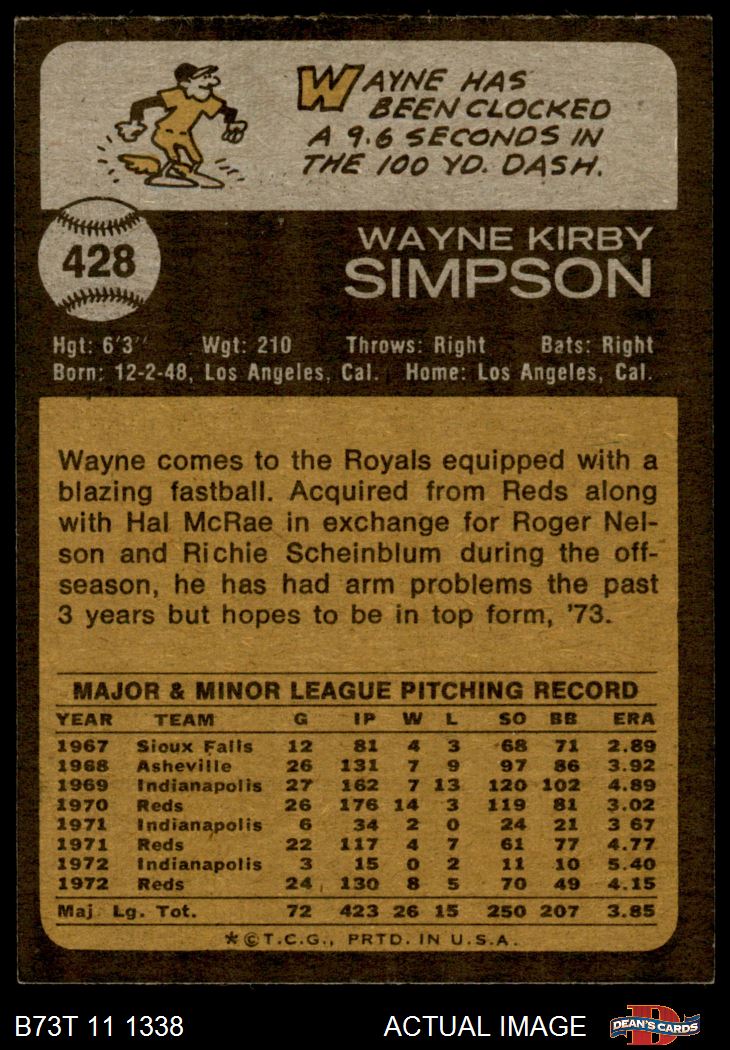 WAYNE HAS
BEEN CLOCKED
A 9.6 SECONDS IN
THE 100 YD. DASH.
428
WAYNE KIRBY
SIMPSON
Hgt: 6'3" Wgt: 210 Throws: Right Bats: Right
Born: 12-2-48, Los Angeles, Cal. Home: Los Angeles, Cal.
Wayne comes to the Royals equipped with a
blazing fastball. Acquired from Reds along
with Hal McRae in exchange for Roger Nel-
son and Richie Scheinblum during the off-
season, he has had arm problems the past
3 years but hopes to be in top form, '73.
MAJOR & MINOR LEAGUE PITCHING RECORD
YEAR TEAM G IP W L SO BB ERA
1967 Sioux Falls 12 81 4 3 68 71 2.89
1968 Asheville 26 131 7 9 97 86 3.92
1969 Indianapolis 27 162 7 13 120 102 4.89
1970 Reds 26 176 14 3 119 81 3.02
1971 Indianapolis 6 34 2 0 24 21 3 67
1971 Reds 22 117 4 7 61 77 4.77
1972 Indianapolis 3 15 0 2 11 10 5.40
1972 Reds 24 130 8 5 70 49 4.15
Maj. Lg. Tot. 72 423 26 15 250 207 3.85
*©T.C.G., PRTD. IN U.S.A.
B73T 11 1338 ACTUAL IMAGE DEAN'S CARDS